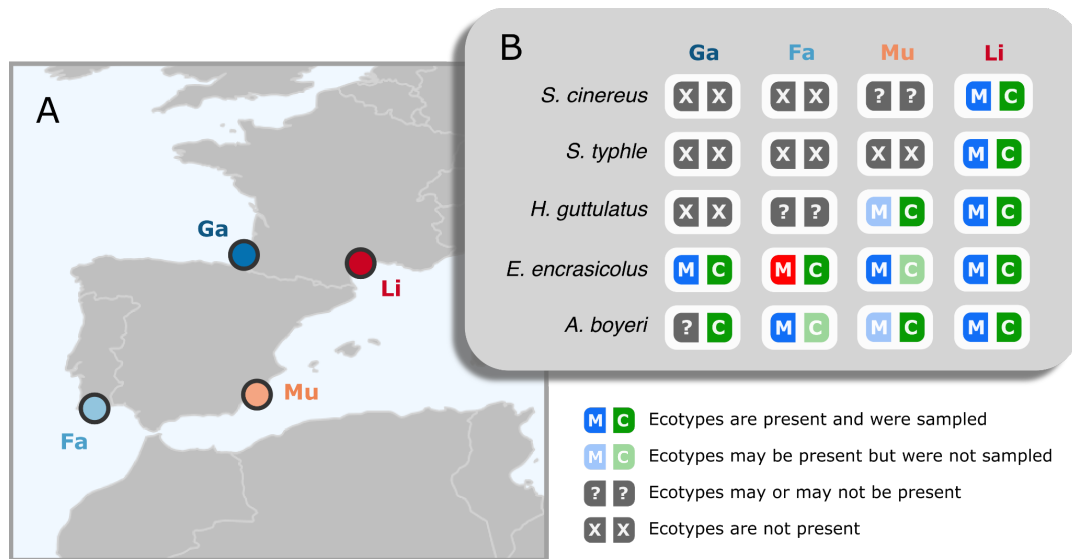 A
Ga
Li
Mu
Fa
B
Ga Fa Mu Li
S. cinereus X X X X ? ? M C
S. typhle X X X X X X M C
H. guttulatus X X ? ? M C M C
E. encrasicolus M C M C M C M C
A. boyeri ? C M C M C M C
M C Ecotypes are present and were sampled
M C Ecotypes may be present but were not sampled
? ? Ecotypes may or may not be present
X X Ecotypes are not present